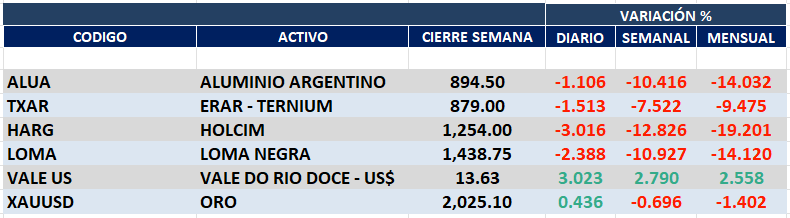 VARIACIÓN %
CODIGO ACTIVO CIERRE SEMANA DIARIO SEMANAL MENSUAL
ALUA ALUMINIO ARGENTINO 894.50 -1.106 -10.416 -14.032
TXAR ERAR - TERNIUM 879.00 -1.513 -7.522 -9.475
HARG HOLCIM 1,254.00 -3.016 -12.826 -19.201
LOMA LOMA NEGRA 1,438.75 -2.388 -10.927 -14.120
VALE US VALE DO RIO DOCE - US$ 13.63 3.023 2.790 2.558
XAUUSD ORO 2,025.10 0.436 -0.696 -1.402